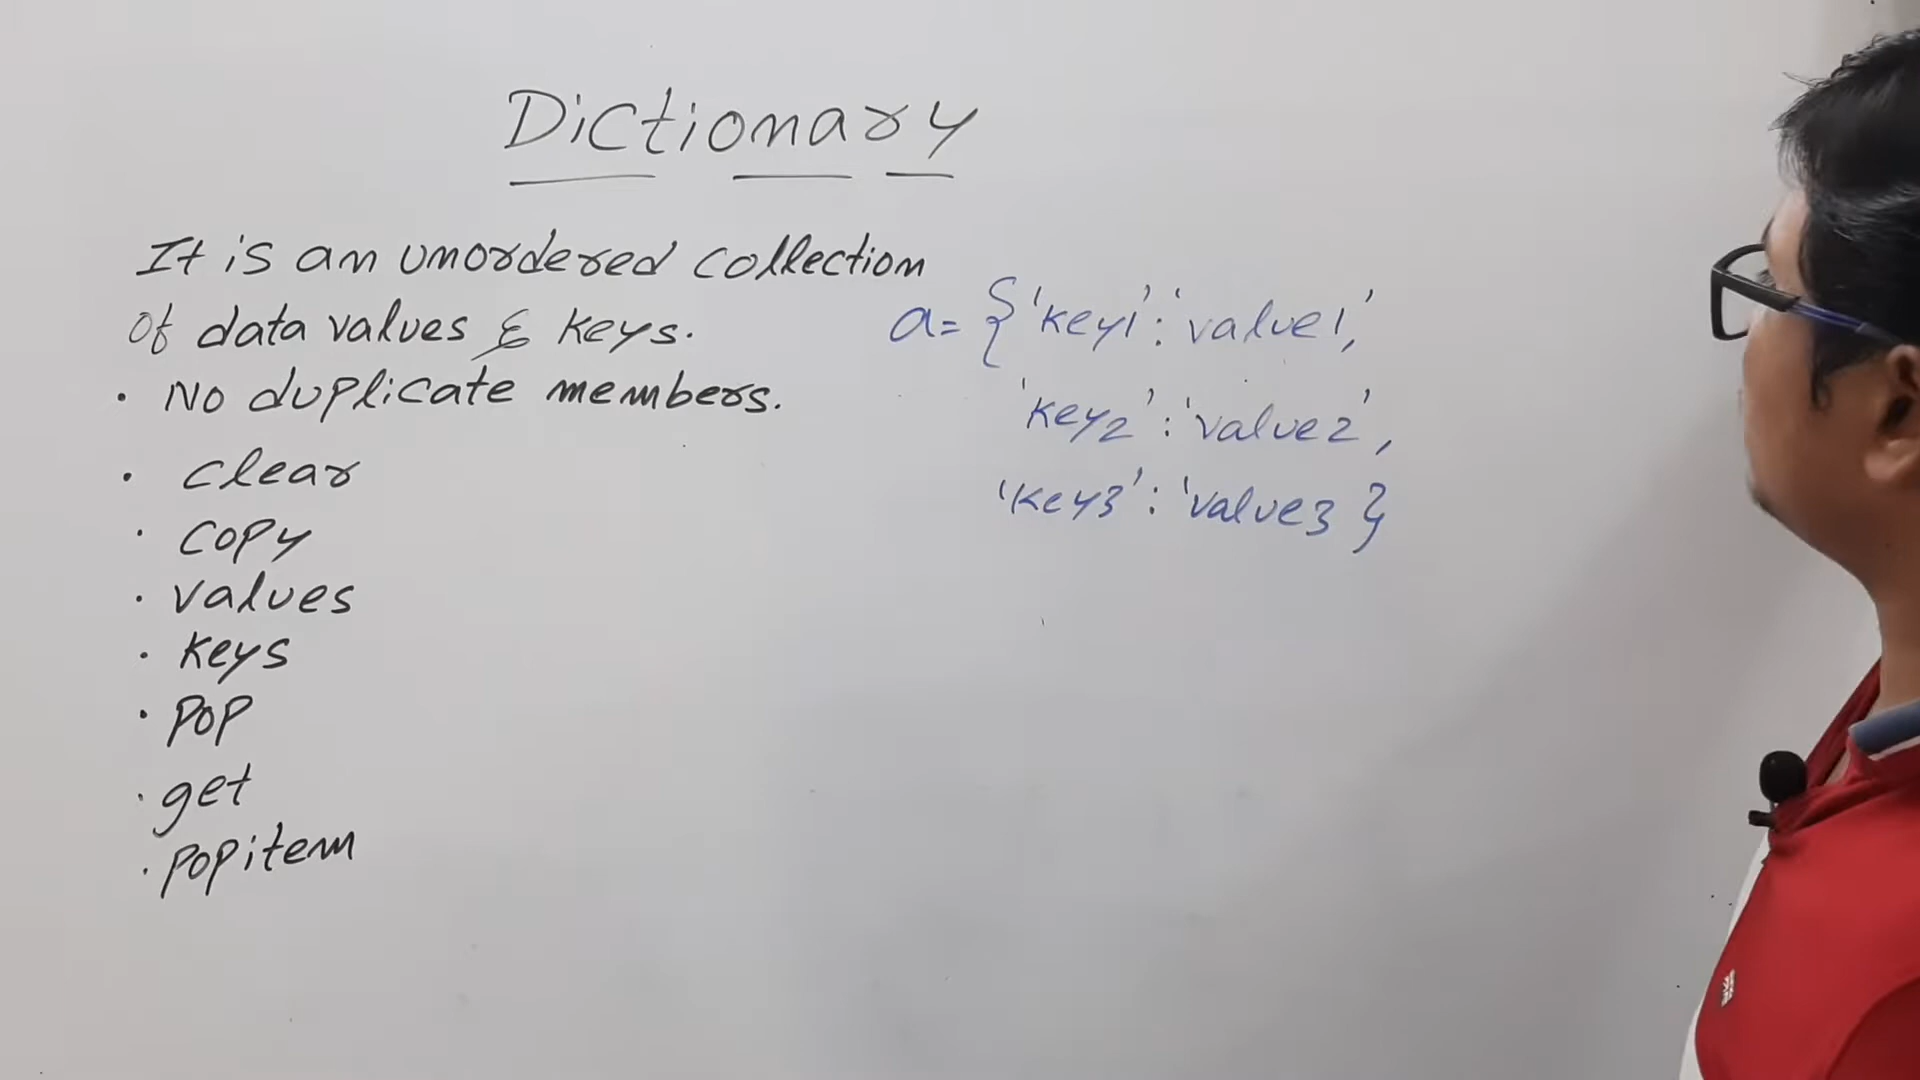 Dictionary
It is an unordered collection
of data values & keys.
• No duplicate members.
• clear
• copy
• values
• keys
• pop
• get
• popitem
a= {'key1':'value1,'
'key2':'value2',
'key3':'value3 }